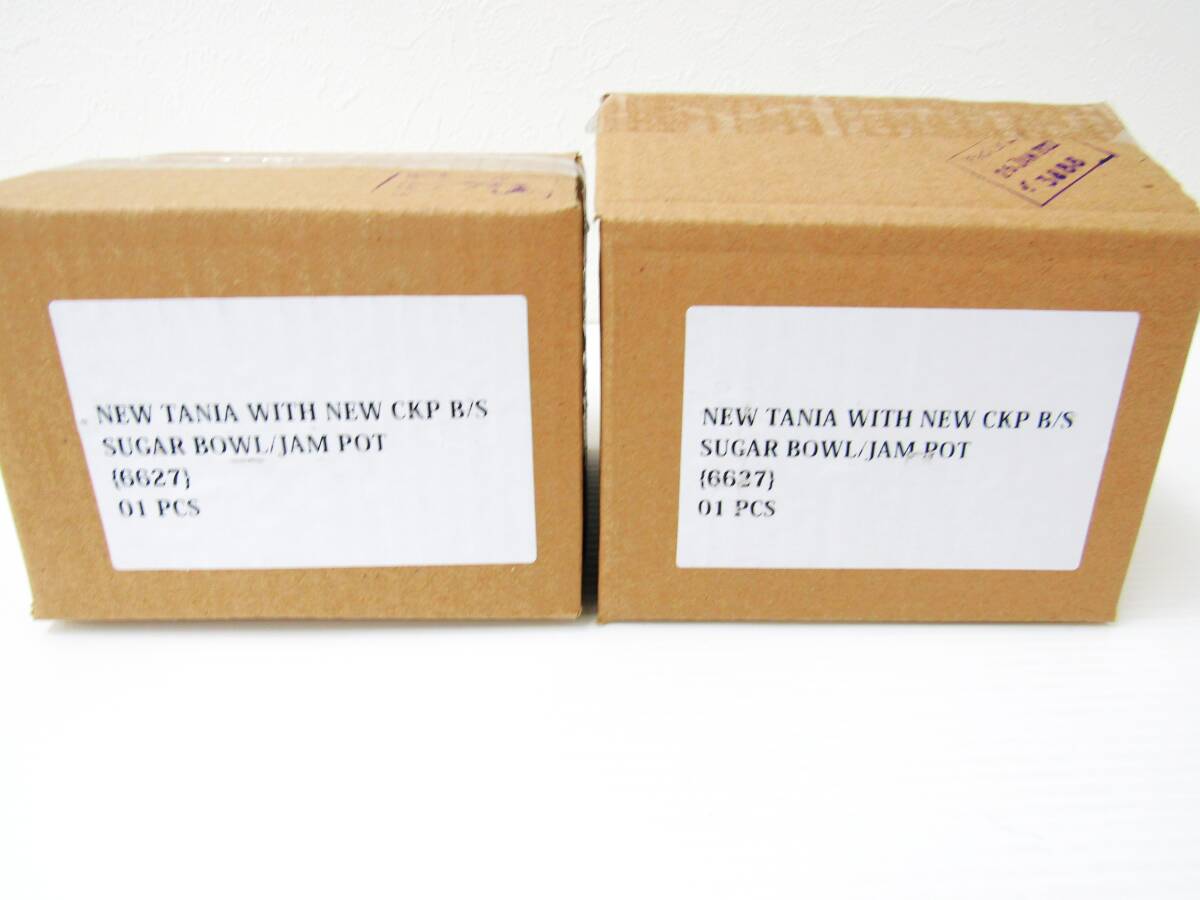 NEW TANIA WITH NEW CKP B/S
SUGAR BOWL/JAM POT
{6627}
01 PCS
3886
NEW TANIA WITH NEW CKP B/S
SUGAR BOWL/JAM POT
{6627}
01 PCS